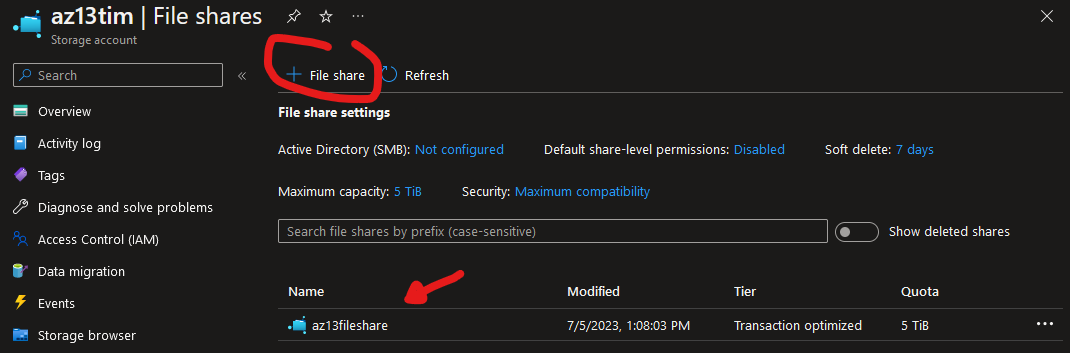 az13tim | File shares
Storage account
Search
Overview
Activity log
Tags
Diagnose and solve problems
Access Control (IAM)
Data migration
Events
Storage browser
File share
Refresh
File share settings
Active Directory (SMB): Not configured Default share-level permissions: Disabled Soft delete: 7 days
Maximum capacity: 5 TiB Security: Maximum compatibility
Search file shares by prefix (case-sensitive)
Show deleted shares
Name Modified Tier Quota
az13fileshare 7/5/2023, 1:08:03 PM Transaction optimized 5 TiB